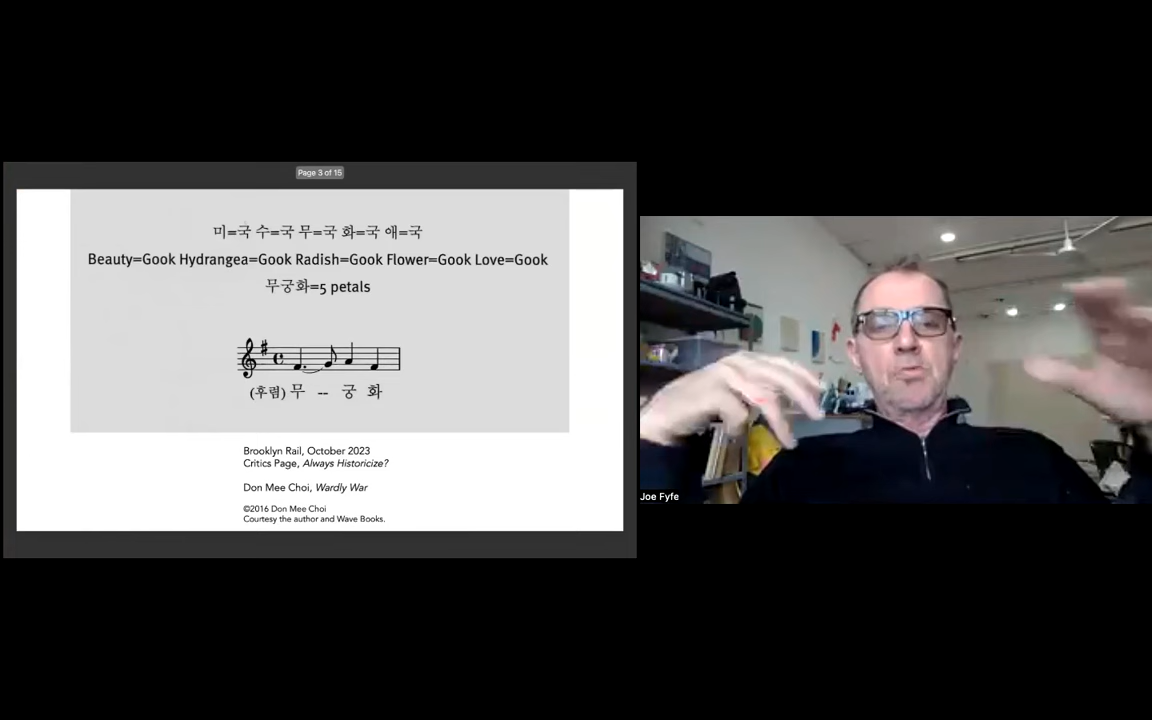 Page 3 of 15
미=국 수=국 무=국 화=국 애=국
Beauty=Gook Hydrangea=Gook Radish=Gook Flower=Gook Love=Gook
무궁화=5 petals
(후렴) 무 -- 궁 화
Brooklyn Rail, October 2023
Critics Page, Always Historicize?
Don Mee Choi, Wardly War
©2016 Don Mee Choi
Courtesy the author and Wave Books.
Joe Fyfe